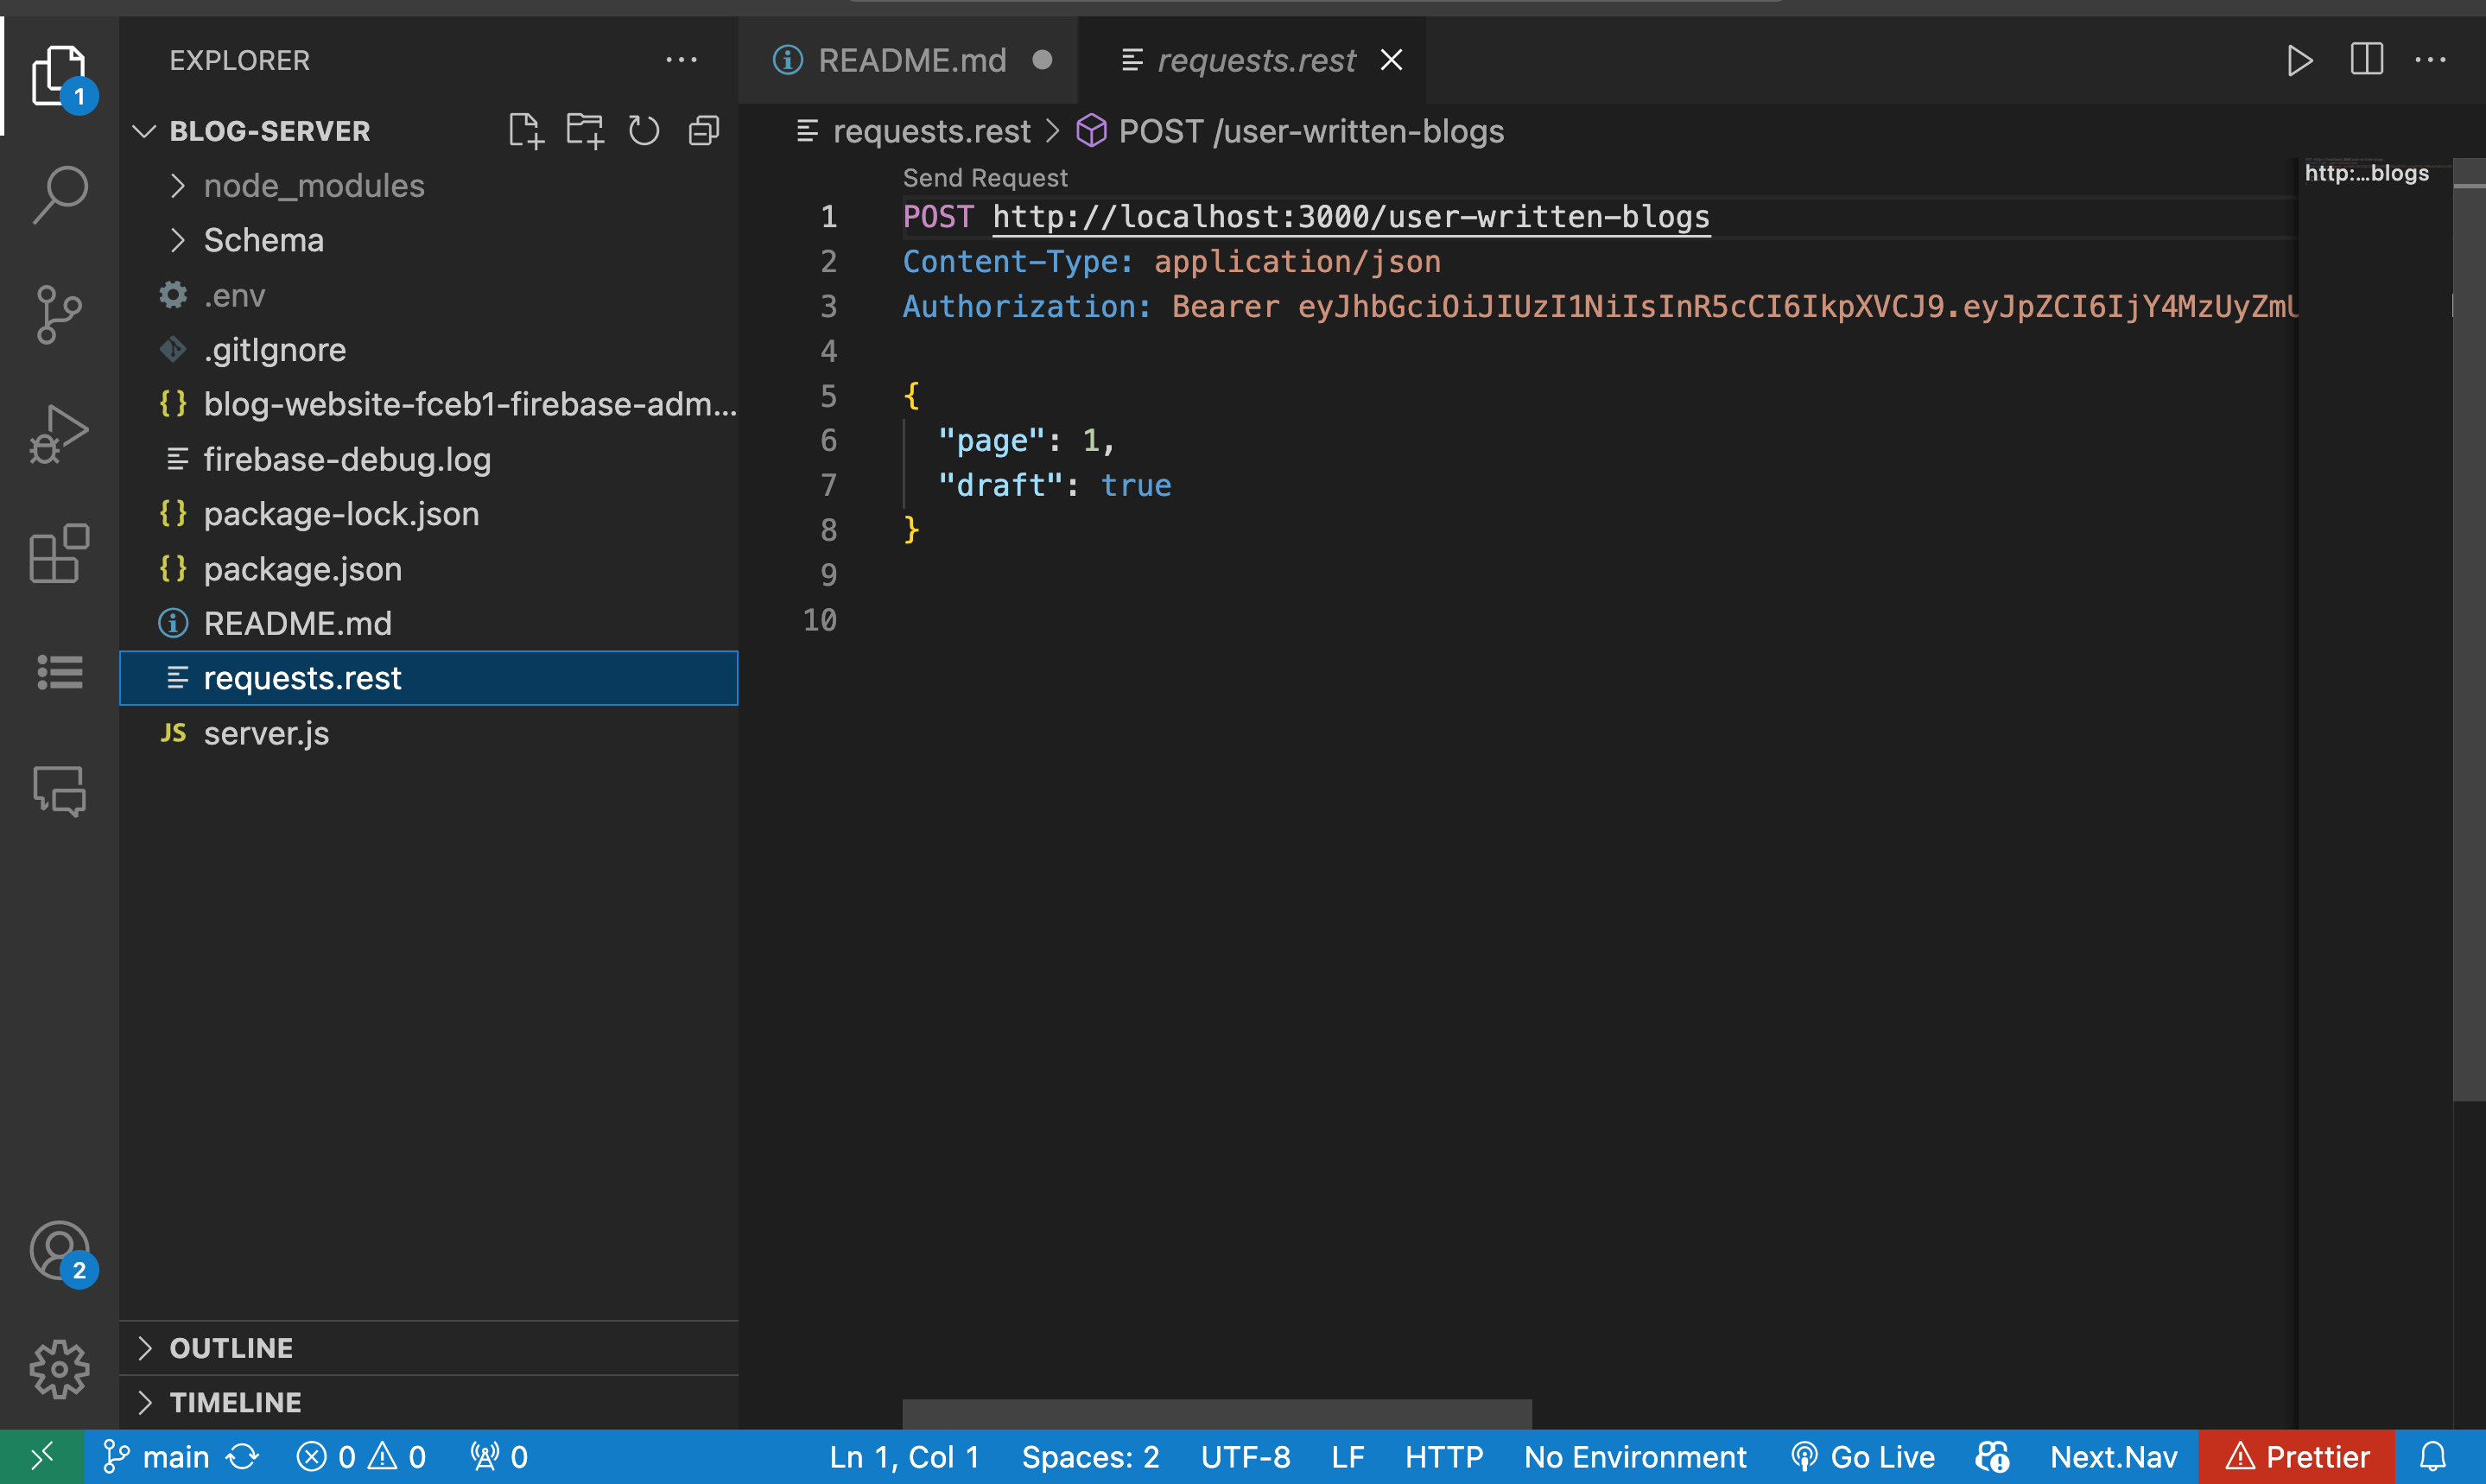 EXPLORER
BLOG-SERVER
node_modules
Schema
.env
.gitIgnore
blog-website-fceb1-firebase-adm...
firebase-debug.log
package-lock.json
package.json
README.md
requests.rest
JS server.js
OUTLINE
TIMELINE
1
2
README.md
requests.rest
requests.rest > POST /user-written-blogs
Send Request
1 POST http://localhost:3000/user-written-blogs
2 Content-Type: application/json
3 Authorization: Bearer eyJhbGciOiJIUzI1NiIsInR5cCI6IkpXVCJ9.eyJpZCI6IjY4MzUyZmU
4
5 {
6 "page": 1,
7 "draft": true
8 }
9
10
http:...blogs
main 0 0 0 Ln 1, Col 1 Spaces: 2 UTF-8 LF HTTP No Environment Go Live Next.Nav Prettier